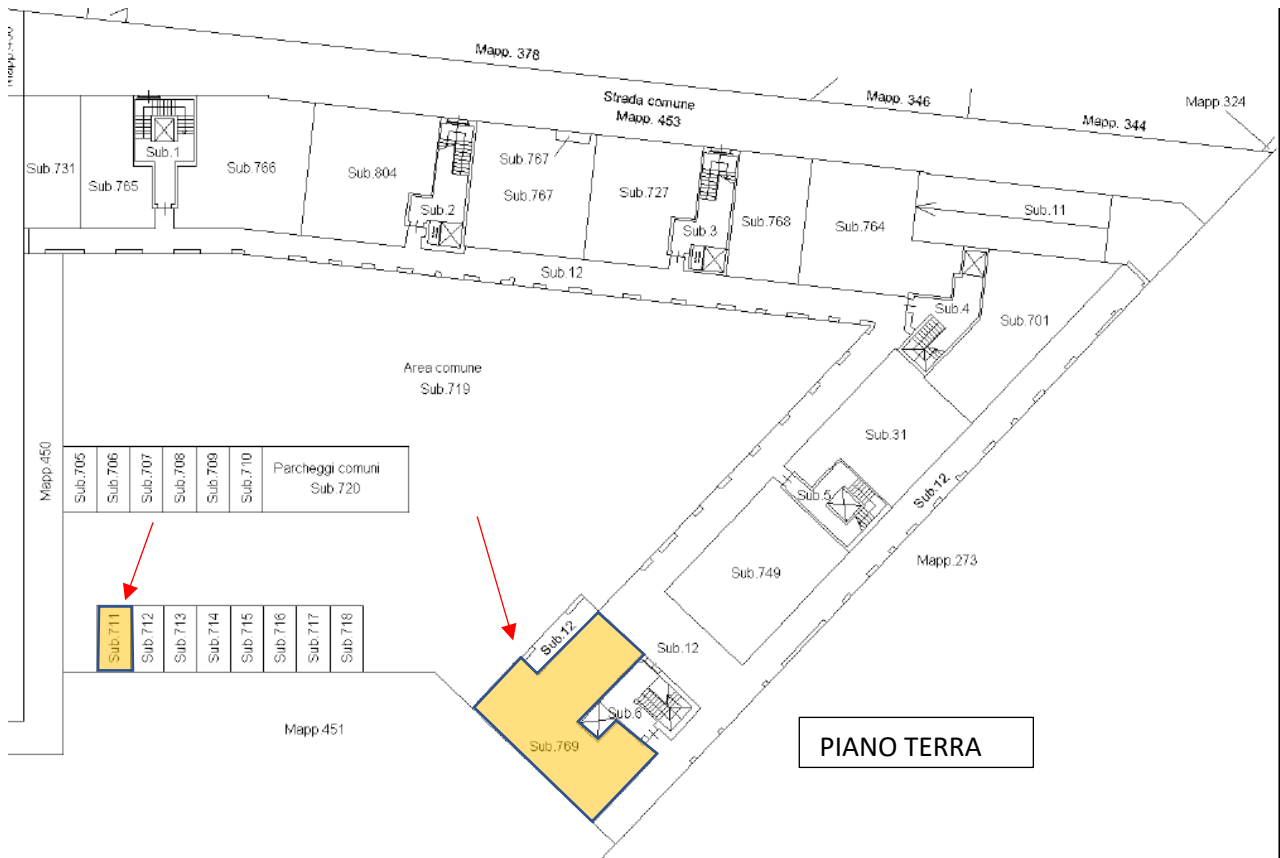 Mapp. 378
Strada comune
Mapp. 453
Mapp. 346
Mapp. 344
Mapp.324
Sub.731
Sub.765
Sub.1
Sub.766
Sub.804
Sub.2
Sub.767
Sub.767
Sub.727
Sub.3
Sub.768
Sub.764
Sub.11
Sub.12
Sub.4
Sub.701
Area comune
Sub.719
Sub.31
Mapp.450
Sub.705
Sub.706
Sub.707
Sub.708
Sub.709
Sub.710
Parcheggi comuni
Sub.720
Sub.5
Sub.12
Mapp.273
Sub.749
Sub.711
Sub.712
Sub.713
Sub.714
Sub.715
Sub.716
Sub.717
Sub.718
Sub.12
Sub.12
Sub.6
Mapp.451
Sub.769
PIANO TERRA